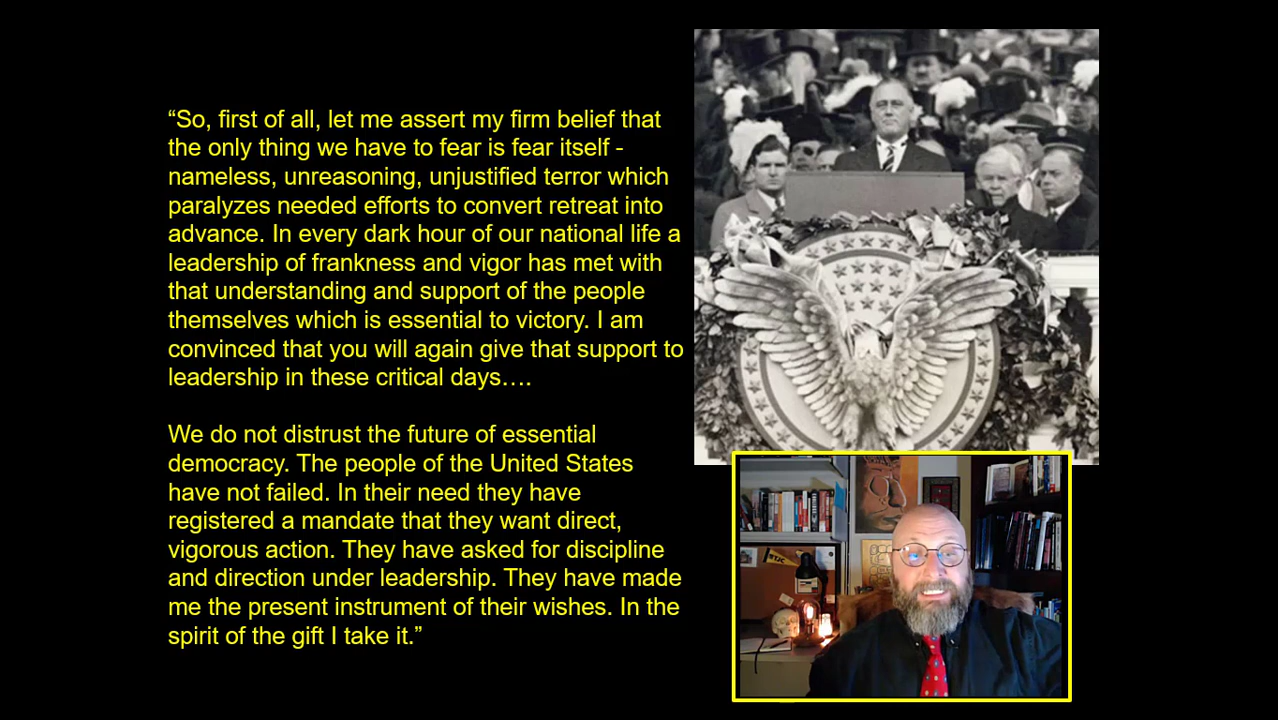 “So, first of all, let me assert my firm belief that
the only thing we have to fear is fear itself -
nameless, unreasoning, unjustified terror which
paralyzes needed efforts to convert retreat into
advance. In every dark hour of our national life a
leadership of frankness and vigor has met with
that understanding and support of the people
themselves which is essential to victory. I am
convinced that you will again give that support to
leadership in these critical days….
We do not distrust the future of essential
democracy. The people of the United States
have not failed. In their need they have
registered a mandate that they want direct,
vigorous action. They have asked for discipline
and direction under leadership. They have made
me the present instrument of their wishes. In the
spirit of the gift I take it.”